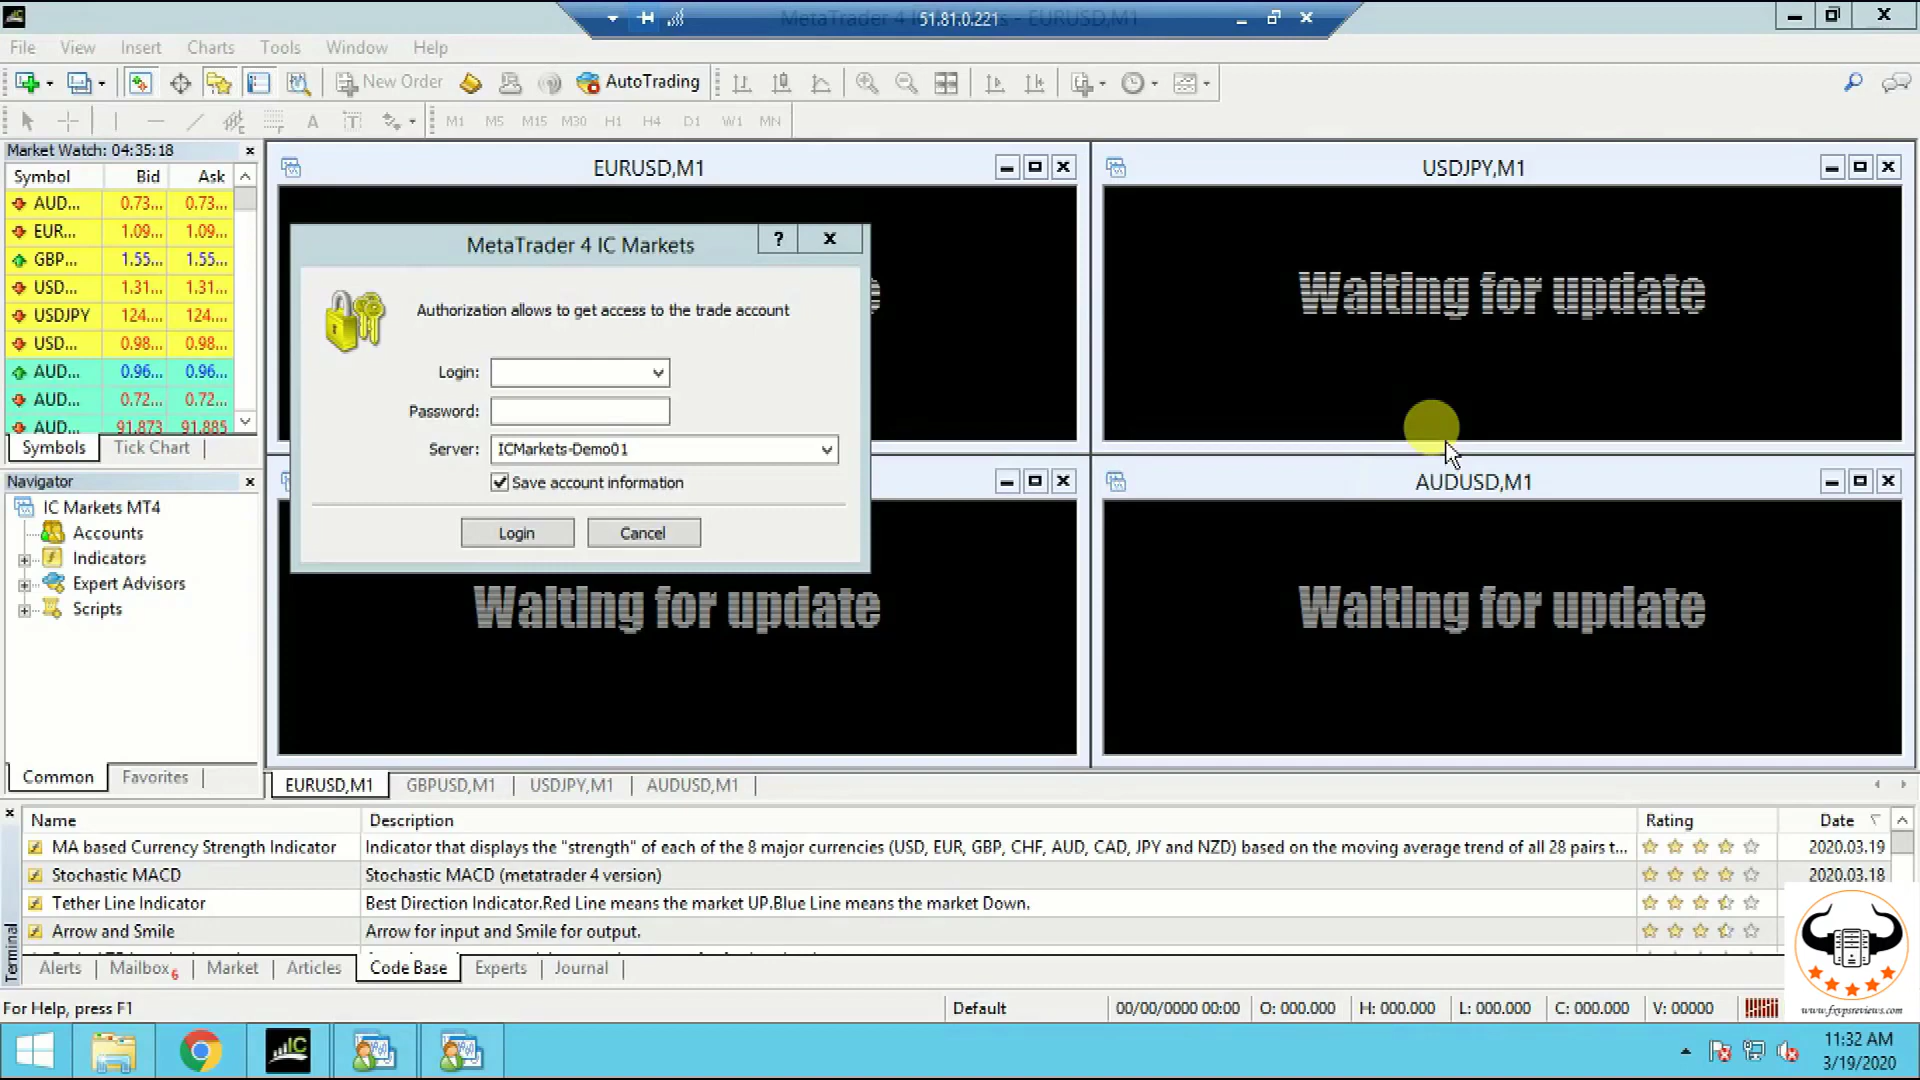 MetaTrader 4 IC Markets - EURUSD,M1
51.81.0.221
File View Insert Charts Tools Window Help
New Order AutoTrading
M1 M5 M15 M30 H1 H4 D1 W1 MN
Market Watch: 04:35:18
Symbol Bid Ask
AUD... 0.73... 0.73...
EUR... 1.09... 1.09...
GBP... 1.55... 1.55...
USD... 1.31... 1.31...
USDJPY 124.... 124....
USD... 0.98... 0.98...
AUD... 0.96... 0.96...
AUD... 0.72... 0.72...
AUD... 91.873 91.885
Symbols Tick Chart
Navigator
IC Markets MT4
Accounts
Indicators
Expert Advisors
Scripts
Common Favorites
EURUSD,M1
USDJPY,M1
Waiting for update
MetaTrader 4 IC Markets
Authorization allows to get access to the trade account
Login:
Password:
Server: ICMarkets-Demo01
Save account information
Login Cancel
AUDUSD,M1
Waiting for update
Waiting for update
EURUSD,M1 GBPUSD,M1 USDJPY,M1 AUDUSD,M1
Name Description Rating Date
MA based Currency Strength Indicator Indicator that displays the "strength" of each of the 8 major currencies (USD, EUR, GBP, CHF, AUD, CAD, JPY and NZD) based on the moving average trend of all 28 pairs t... 2020.03.19
Stochastic MACD Stochastic MACD (metatrader 4 version) 2020.03.18
Tether Line Indicator Best Direction Indicator.Red Line means the market UP.Blue Line means the market Down.
Arrow and Smile Arrow for input and Smile for output.
Terminal
Alerts Mailbox6 Market Articles Code Base Experts Journal
For Help, press F1 Default 00/00/0000 00:00 O: 000.000 H: 000.000 L: 000.000 C: 000.000 V: 00000
www.fxvpsreviews.com
IC
11:32 AM
3/19/2020